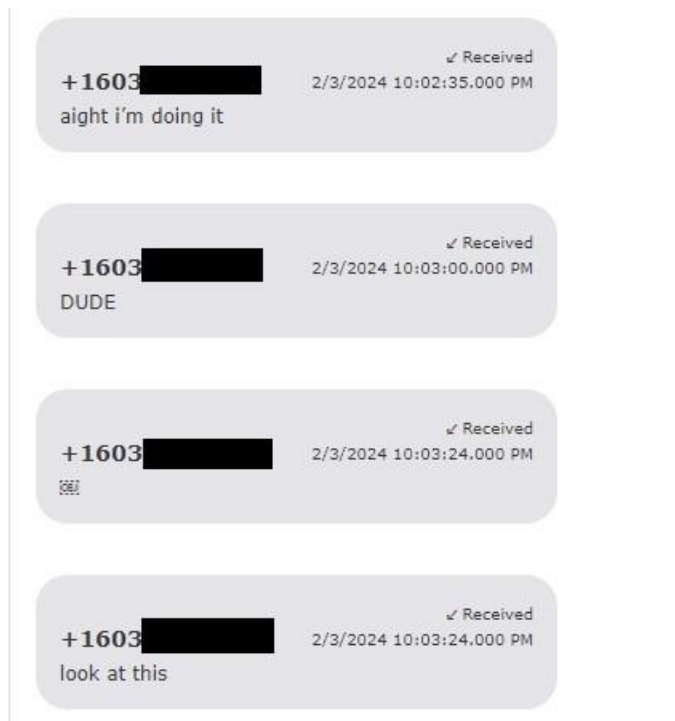 ↙ Received
+1603 2/3/2024 10:02:35.000 PM
aight i'm doing it
↙ Received
+1603 2/3/2024 10:03:00.000 PM
DUDE
↙ Received
+1603 2/3/2024 10:03:24.000 PM
OBJ
↙ Received
+1603 2/3/2024 10:03:24.000 PM
look at this